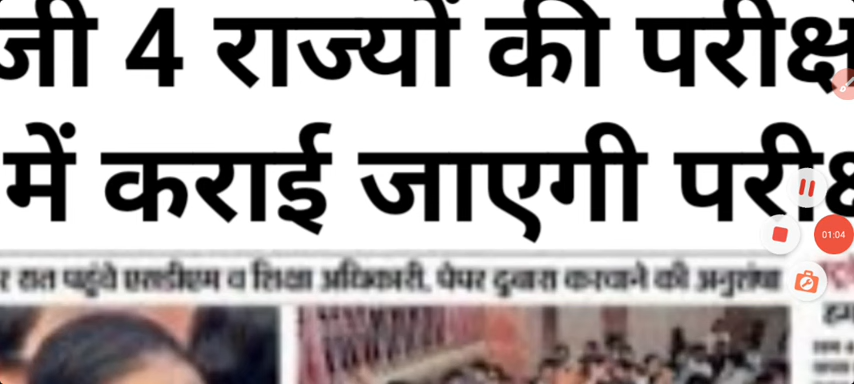 जी 4 राज्यों की परीक्ष
में कराई जाएगी परीक्ष
र रात पहुंचे एसडीएम व शिक्षा अधिकारी, पेपर दुबारा करवाने की अनुशंषा
01:04